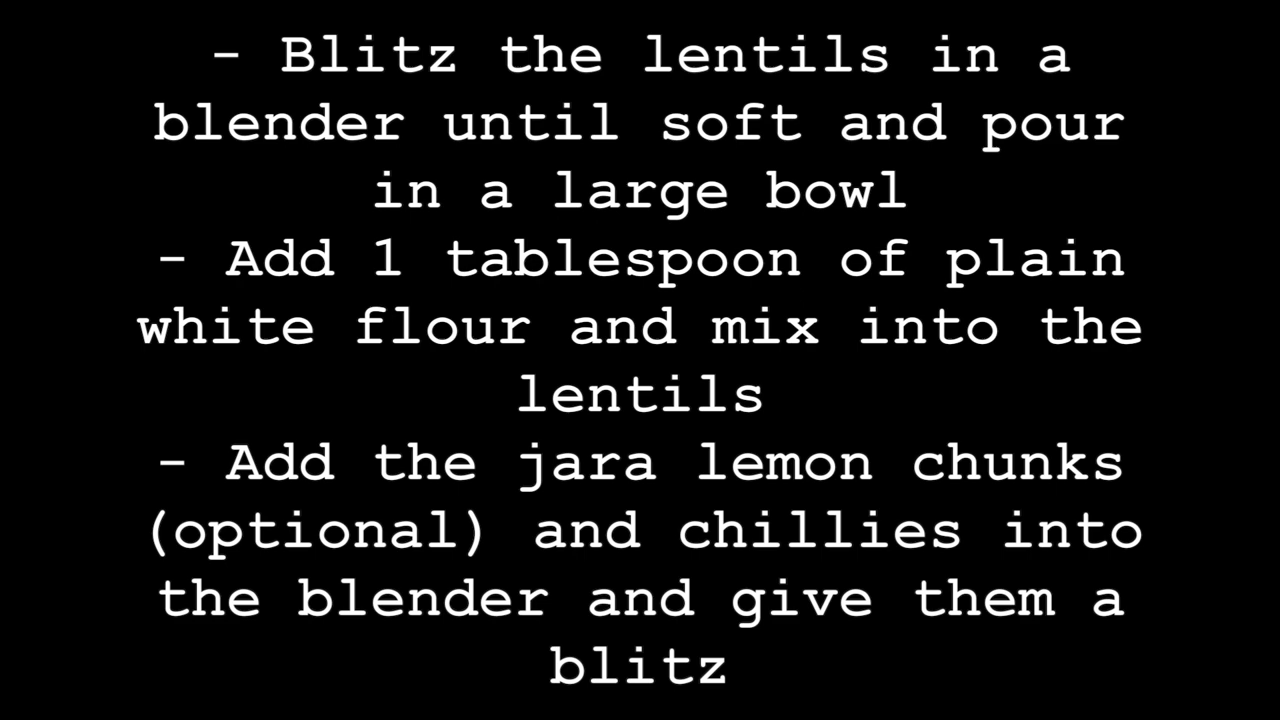 - Blitz the lentils in a
blender until soft and pour
in a large bowl
- Add 1 tablespoon of plain
white flour and mix into the
lentils
- Add the jara lemon chunks
(optional) and chillies into
the blender and give them a
blitz